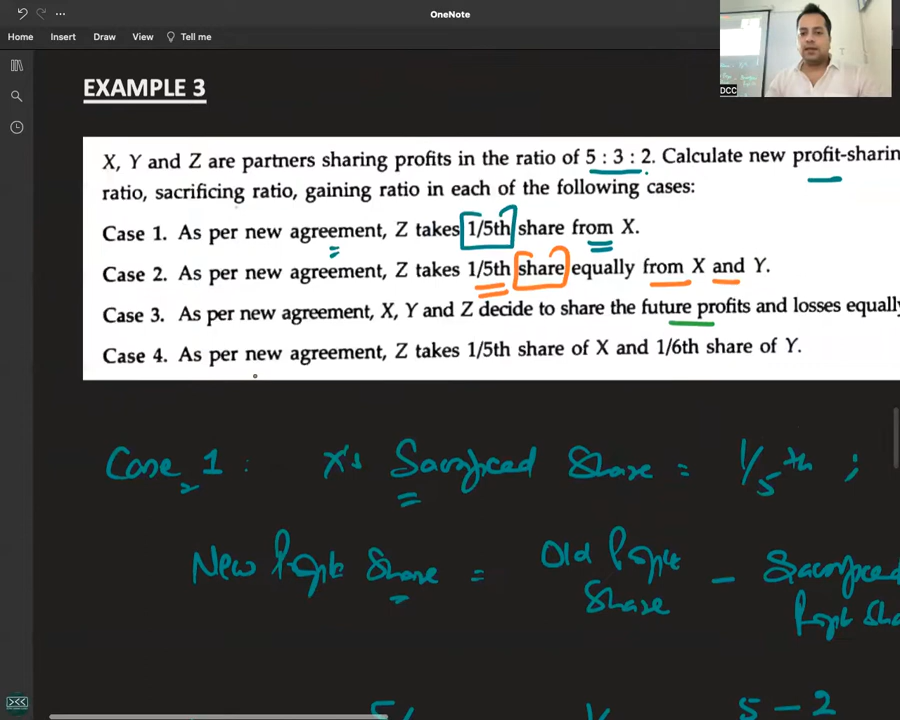 OneNote
Home Insert Draw View Tell me
DCC
EXAMPLE 3
X, Y and Z are partners sharing profits in the ratio of 5 : 3 : 2. Calculate new profit-sharin
ratio, sacrificing ratio, gaining ratio in each of the following cases:
Case 1. As per new agreement, Z takes 1/5th share from X.
Case 2. As per new agreement, Z takes 1/5th share equally from X and Y.
Case 3. As per new agreement, X, Y and Z decide to share the future profits and losses equally
Case 4. As per new agreement, Z takes 1/5th share of X and 1/6th share of Y.
Case 1 : X's Sacrificed Share = 1/5th ;
New Profit Share = Old Profit Share - Sacrificed Profit Sha
5/ 5 - 2